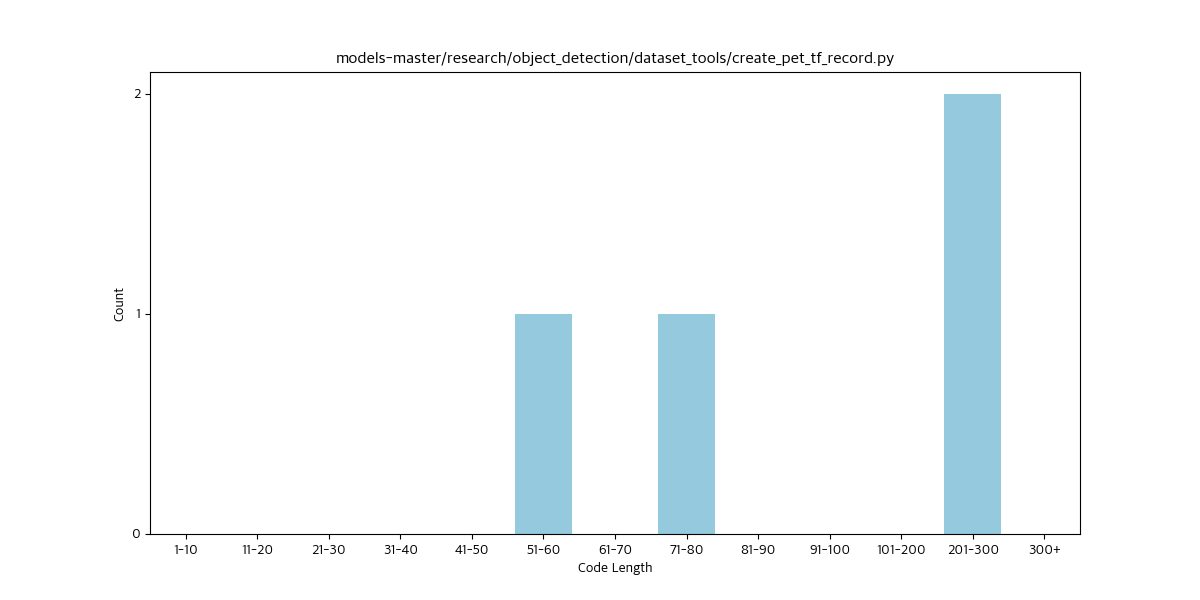 models-master/research/object_detection/dataset_tools/create_pet_tf_record.py
2
1
0
Count
1-10 11-20 21-30 31-40 41-50 51-60 61-70 71-80 81-90 91-100 101-200 201-300 300+
Code Length